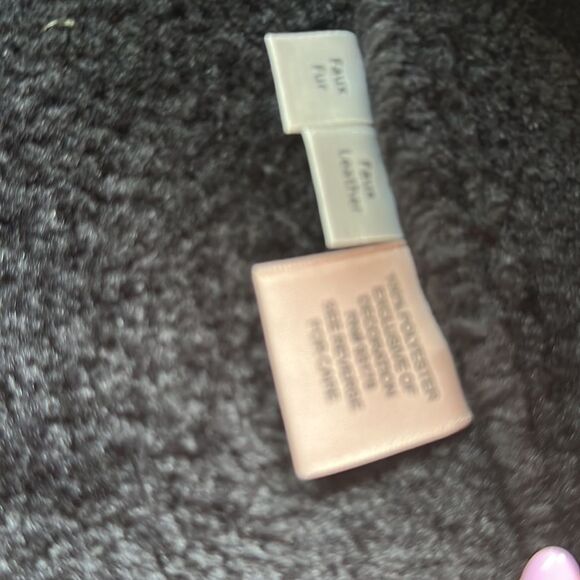 Faux
Fur
Faux
Leather
100% POLYESTER
EXCLUSIVE OF
DECORATION
SEE REVERSE
FOR CARE